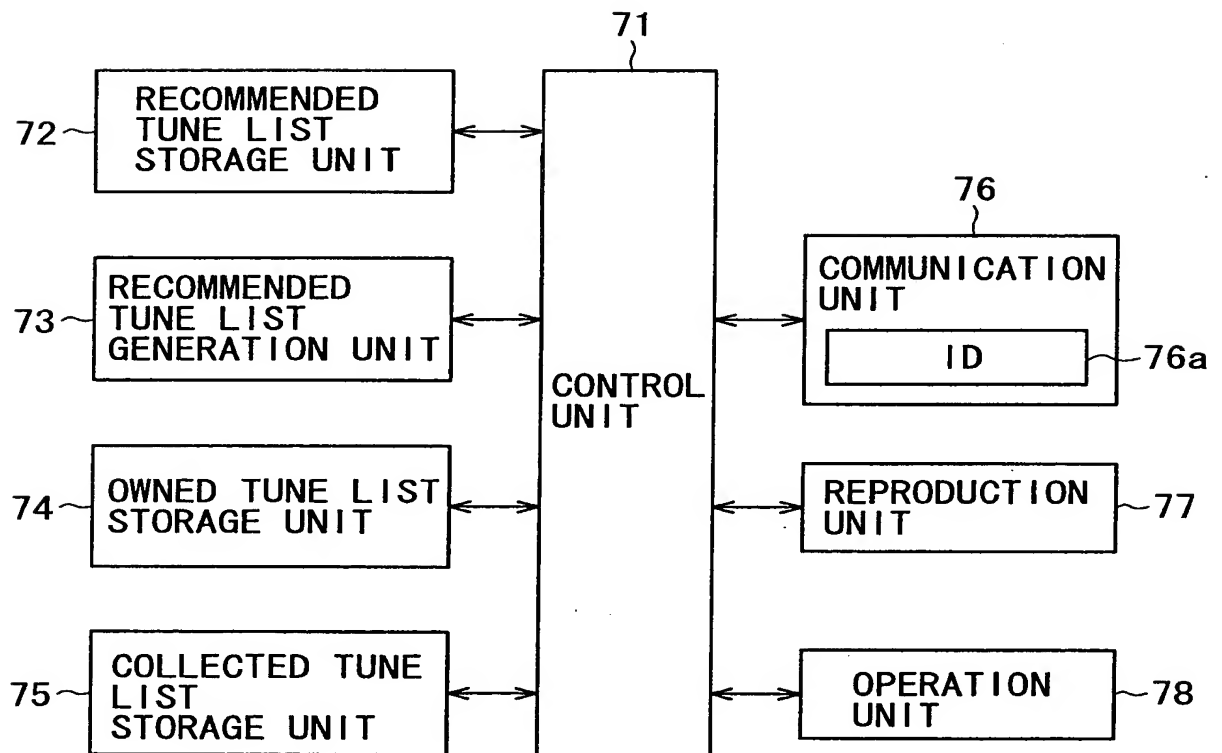 71
72
RECOMMENDED
TUNE LIST
STORAGE UNIT
73
RECOMMENDED
TUNE LIST
GENERATION UNIT
74
OWNED TUNE LIST
STORAGE UNIT
75
COLLECTED TUNE
LIST
STORAGE UNIT
CONTROL
UNIT
76
COMMUNICATION
UNIT
ID
76a
REPRODUCTION
UNIT
77
OPERATION
UNIT
78